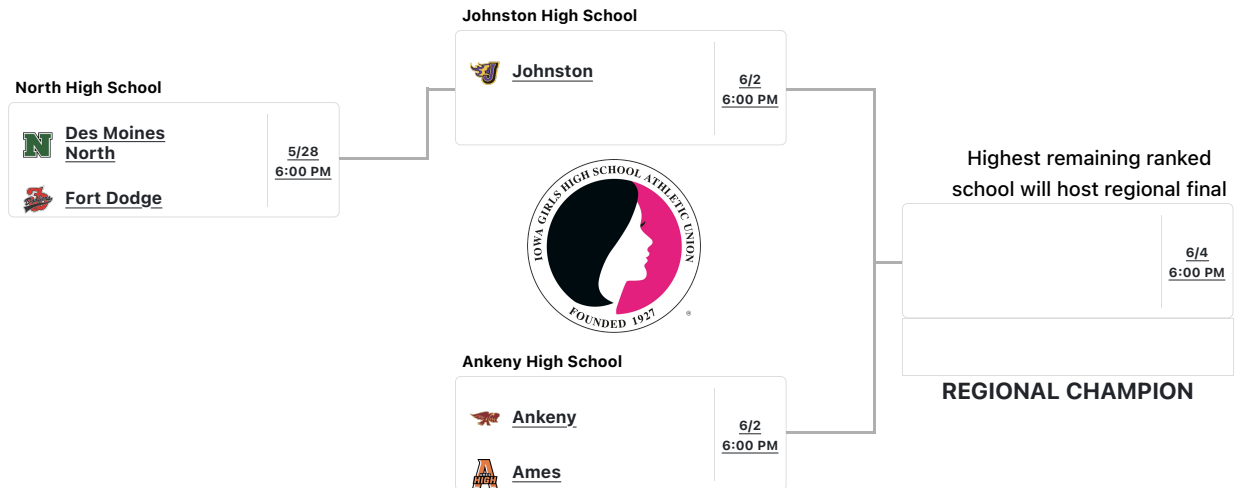 Johnston High School
Johnston
6/2
6:00 PM
North High School
N
Des Moines
North
5/28
6:00 PM
Fort Dodge
IOWA GIRLS HIGH SCHOOL ATHLETIC UNION
FOUNDED 1927
®
Highest remaining ranked
school will host regional final
6/4
6:00 PM
REGIONAL CHAMPION
Ankeny High School
Ankeny
6/2
6:00 PM
A
HIGH
Ames